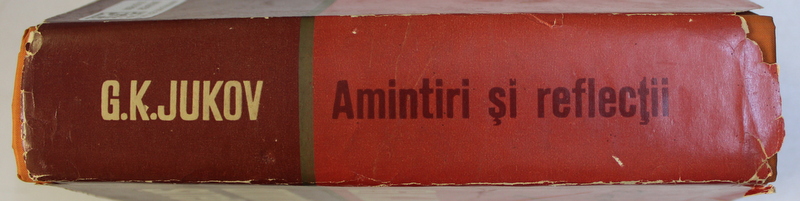 G.K.JUKOV
Amintiri şi reflecţii